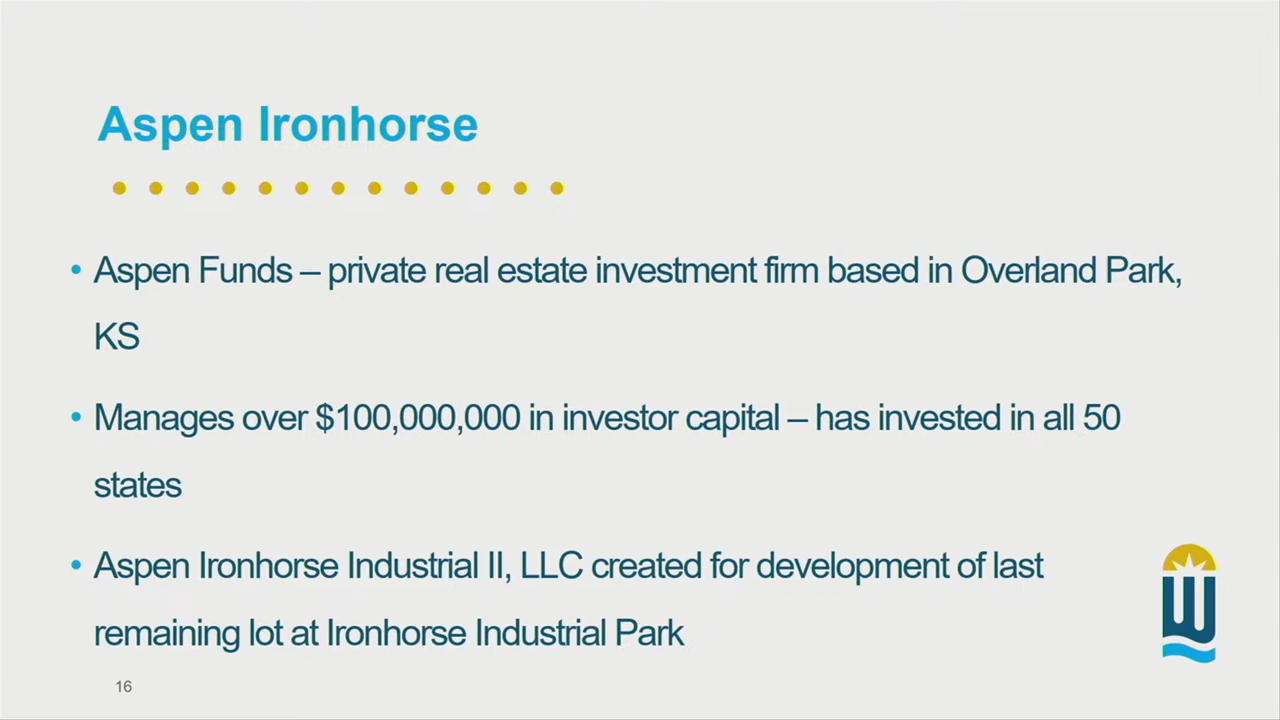 Aspen Ironhorse
• Aspen Funds – private real estate investment firm based in Overland Park,
KS
• Manages over $100,000,000 in investor capital – has invested in all 50
states
• Aspen Ironhorse Industrial II, LLC created for development of last
remaining lot at Ironhorse Industrial Park
16